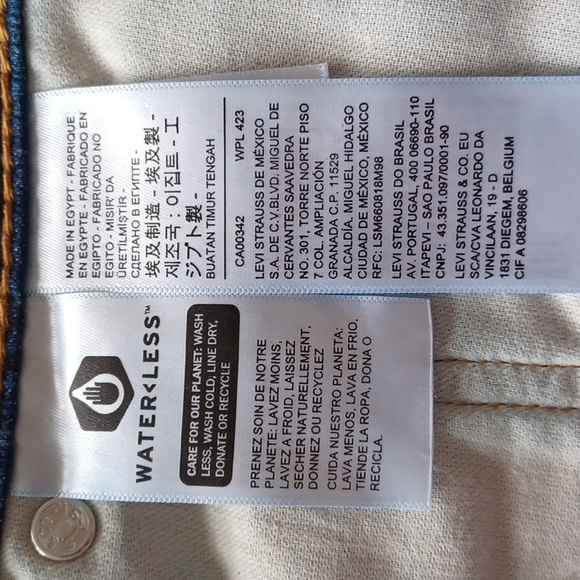 MADE IN EGYPT - FABRIQUE
EN EGYPTE - FABRICADO EN
EGIPTO - FABRICADO NO
EGITO - MISIR' DA
ÜRETİLMİSTİR -
СДЕЛАНО В ЕГИПТЕ -
埃及制造 - 埃及製 -
제조국 : 이집트 - エ
ジプト製 -
BUATAN TIMUR TENGAH
CA00342 WPL 423
LEVI STRAUSS DE MÉXICO
S.A. DE C.V.BLVD. MIGUEL DE
CERVANTES SAAVEDRA
NO. 301, TORRE NORTE PISO
7 COL. AMPLIACIÓN
GRANADA C.P. 11529
ALCALDÍA. MIGUEL HIDALGO
CIUDAD DE MÉXICO, MÉXICO
RFC: LSM660818M98
LEVI STRAUSS DO BRASIL
AV. PORTUGAL, 400 06690-110
ITAPEVI – SAO PAULO BRASIL
CNPJ: 43.351.097/0001-90
LEVI STRAUSS & CO. EU
SCA/CVA LEONARDO DA
VINCILAAN, 19 - D
1831 DIEGEM, BELGIUM
CIF A 08298606
WATER<LESS™
CARE FOR OUR PLANET: WASH
LESS, WASH COLD, LINE DRY,
DONATE OR RECYCLE
PRENEZ SOIN DE NOTRE
PLANETE: LAVEZ MOINS,
LAVEZ A FROID, LAISSEZ
SECHER NATURELLEMENT,
DONNEZ OU RECYCLEZ
CUIDA NUESTRO PLANETA:
LAVA MENOS, LAVA EN FRIO,
TIENDE LA ROPA, DONA O
RECICLA.